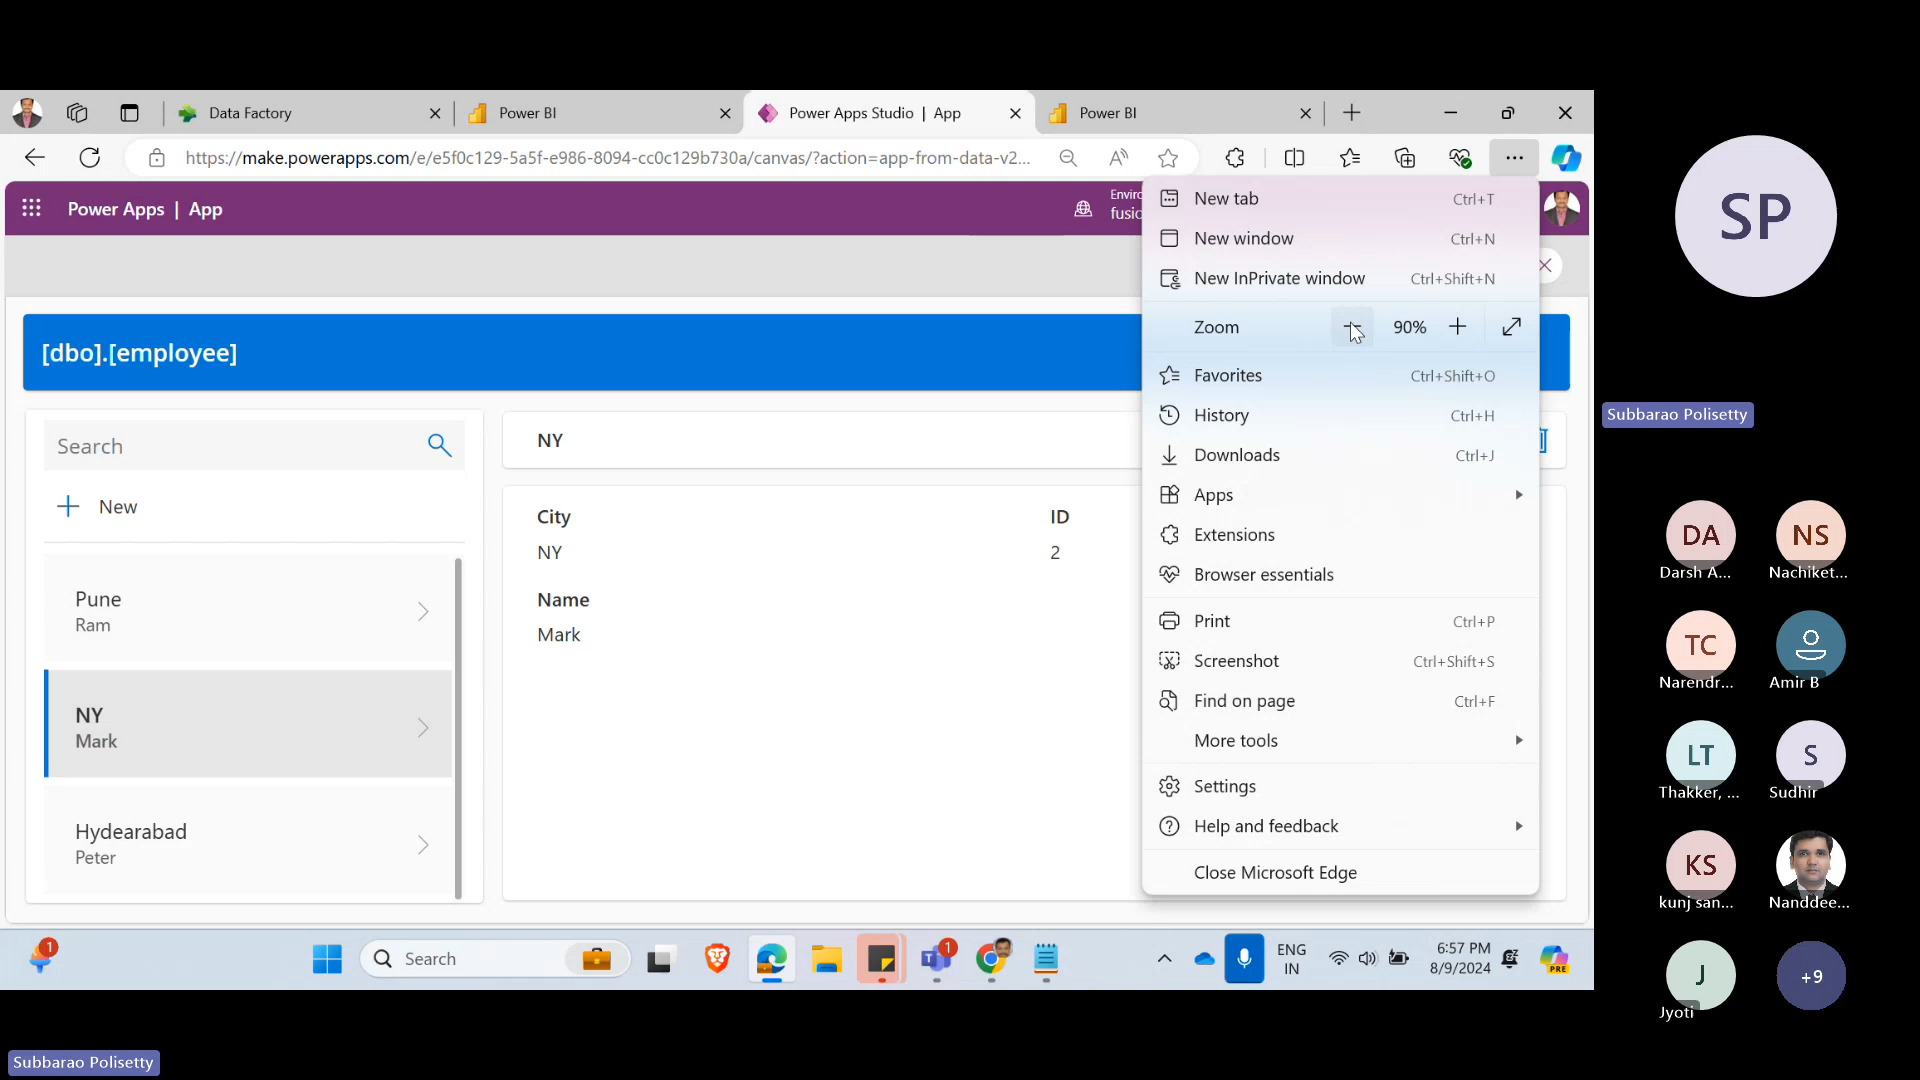 Data Factory
Power BI
Power Apps Studio | App
Power BI
https://make.powerapps.com/e/e5f0c129-5a5f-e986-8094-cc0c129b730a/canvas/?action=app-from-data-v2...
Power Apps | App
Enviro
fusio
[dbo].[employee]
Search
New
Pune
Ram
NY
Mark
Hydearabad
Peter
NY
City
NY
ID
2
Name
Mark
New tab Ctrl+T
New window Ctrl+N
New InPrivate window Ctrl+Shift+N
Zoom 90%
Favorites Ctrl+Shift+O
History Ctrl+H
Downloads Ctrl+J
Apps
Extensions
Browser essentials
Print Ctrl+P
Screenshot Ctrl+Shift+S
Find on page Ctrl+F
More tools
Settings
Help and feedback
Close Microsoft Edge
1
Search
1
ENG
IN
6:57 PM
8/9/2024
PRE
SP
Subbarao Polisetty
DA
Darsh A...
NS
Nachiket...
TC
Narendr...
Amir B
LT
Thakker, ...
S
Sudhir
KS
kunj san...
Nanddee...
J
Jyoti
+9
Subbarao Polisetty